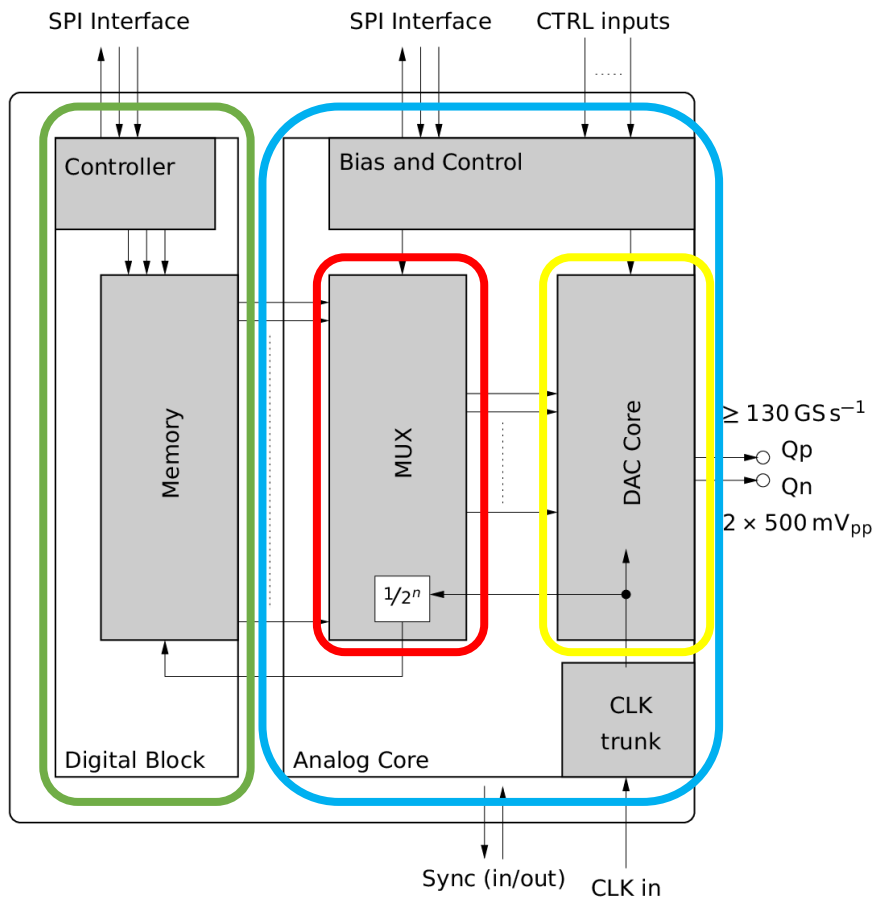 SPI Interface
SPI Interface
CTRL inputs
Controller
Bias and Control
Memory
MUX
DAC Core
≥ 130 GS s⁻¹
Qp
Qn
2 × 500 mVpp
1/2ⁿ
CLK
trunk
Digital Block
Analog Core
Sync (in/out)
CLK in